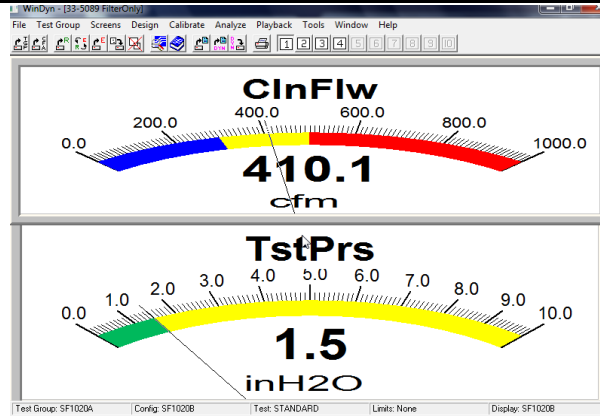 WinDyn - [33-5089 FilterOnly]
File Test Group Screens Design Calibrate Analyze Playback Tools Window Help
1 2 3 4 5 6 7 8 9 10
ClnFlw
0.0 200.0 400.0 600.0 800.0 1000.0
410.1
cfm
TstPrs
0.0 1.0 2.0 3.0 4.0 5.0 6.0 7.0 8.0 9.0 10.0
1.5
inH2O
Test Group: SF1020A Config: SF1020B Test: STANDARD Limits: None Display: SF1020B